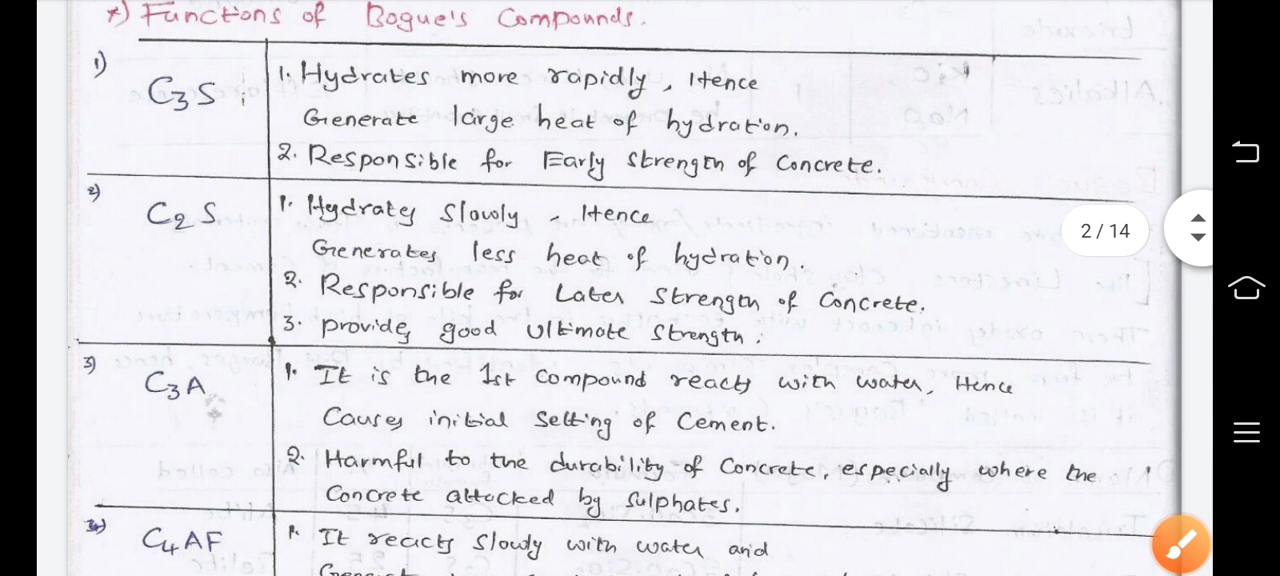 *) Functions of Bogue's Compounds.
1) C3S
1. Hydrates more rapidly, Hence
Generate large heat of hydration.
2. Responsible for Early strength of Concrete.
2) C2S
1. Hydrates slowly, Hence
Generates less heat of hydration.
2. Responsible for Later strength of Concrete.
3. provides good Ultimate strength.
3) C3A
1. It is the 1st compound reacts with water, Hence
Causes initial setting of Cement.
2. Harmful to the durability of Concrete, especially where the
Concrete attacked by sulphates.
4) C4AF
1. It reacts slowly with water and
2 / 14